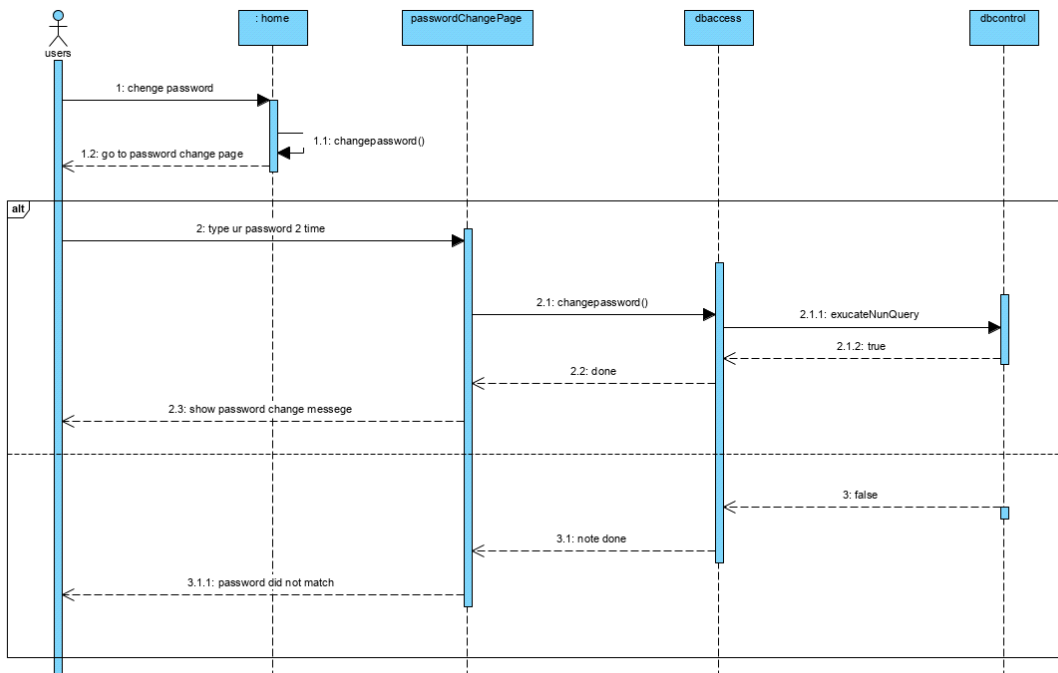 : home
passwordChangePage
dbaccess
dbcontrol
users
1: chenge password
1.1: changepassword()
1.2: go to password change page
alt
2: type ur password 2 time
2.1: changepassword()
2.1.1: exucateNunQuery
2.1.2: true
2.2: done
2.3: show password change messege
3: false
3.1: note done
3.1.1: password did not match